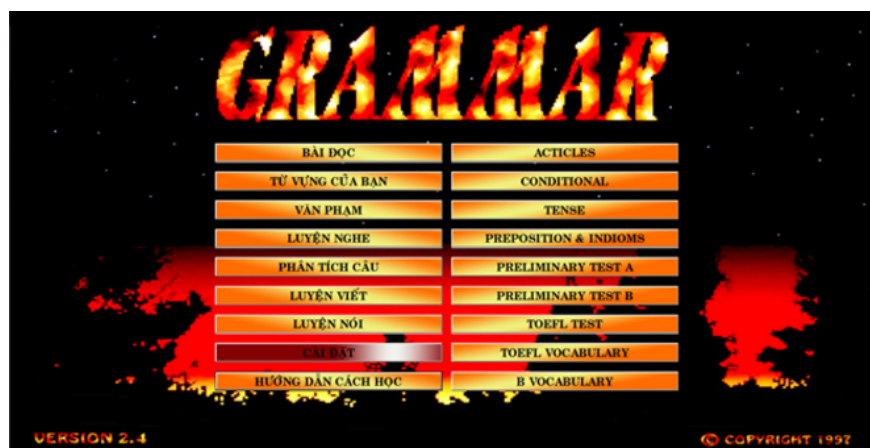 GRAMMAR
BÀI ĐỌC
TỪ VỰNG CỦA BẠN
VĂN PHẠM
LUYỆN NGHE
PHÂN TÍCH CÂU
LUYỆN VIẾT
LUYỆN NÓI
CÀI ĐẶT
HƯỚNG DẪN CÁCH HỌC
ACTICLES
CONDITIONAL
TENSE
PREPOSITION & INDIOMS
PRELIMINARY TEST A
PRELIMINARY TEST B
TOEFL TEST
TOEFL VOCABULARY
B VOCABULARY
VERSION 2.4
© COPYRIGHT 1997